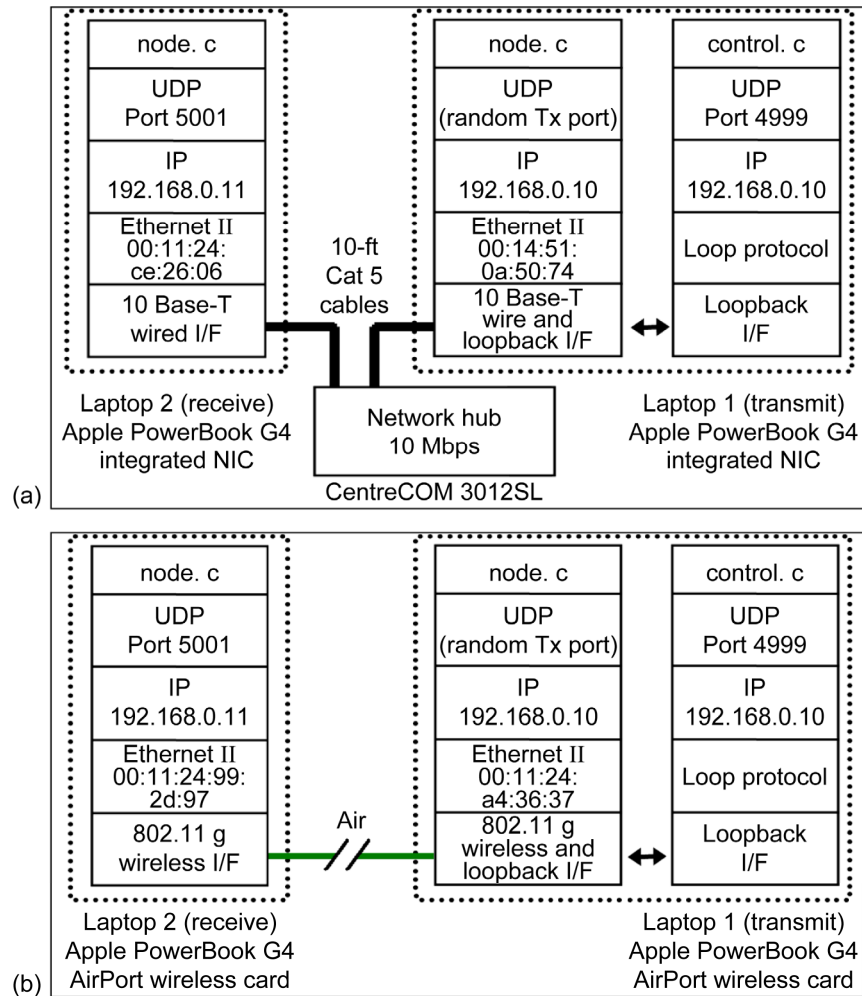 node. c
UDP
Port 5001
IP
192.168.0.11
Ethernet II
00:11:24:
ce:26:06
10 Base-T
wired I/F
10-ft
Cat 5
cables
node. c
UDP
(random Tx port)
IP
192.168.0.10
Ethernet II
00:14:51:
0a:50:74
10 Base-T
wire and
loopback I/F
control. c
UDP
Port 4999
IP
192.168.0.10
Loop protocol
Loopback
I/F
Laptop 2 (receive)
Apple PowerBook G4
integrated NIC
Network hub
10 Mbps
CentreCOM 3012SL
Laptop 1 (transmit)
Apple PowerBook G4
integrated NIC
(a)
node. c
UDP
Port 5001
IP
192.168.0.11
Ethernet II
00:11:24:99:
2d:97
802.11 g
wireless I/F
Air
node. c
UDP
(random Tx port)
IP
192.168.0.10
Ethernet II
00:11:24:
a4:36:37
802.11 g
wireless and
loopback I/F
control. c
UDP
Port 4999
IP
192.168.0.10
Loop protocol
Loopback
I/F
Laptop 2 (receive)
Apple PowerBook G4
AirPort wireless card
Laptop 1 (transmit)
Apple PowerBook G4
AirPort wireless card
(b)